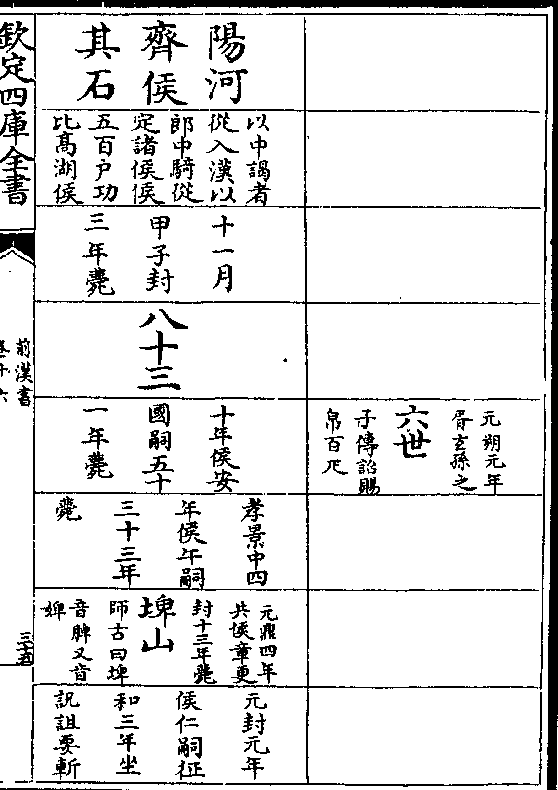 元朔元年
胥玄孫之
六世
子傳詔賜
帛百疋
陽河
齊侯
其石
以中謁者
從入漢以
郎中騎從
定諸侯侯
五百户功
比髙湖侯
十一月
甲子封
三年薨
八十三
十年侯安
國嗣五十
一年薨
孝景中四
年侯午嗣
三十三年
薨
元鼎四年
共侯章更
封十三年薨
埤山
師古曰埤
音脾又音
婢
元封元年
侯仁嗣征
和三年坐
祝詛要斬
欽定四庫全書
前漢書
卷十六
三十五